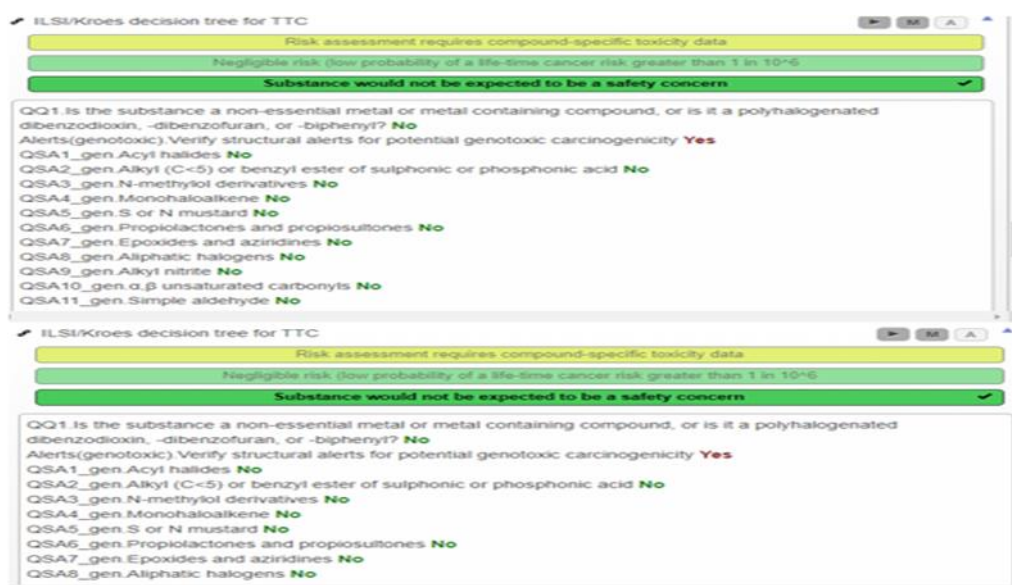 ILSI/Kroes decision tree for TTC
M
A
Risk assessment requires compound-specific toxicity data
Negligible risk (low probability of a life-time cancer risk greater than 1 in 10^6
Substance would not be expected to be a safety concern
QQ1.Is the substance a non-essential metal or metal containing compound, or is it a polyhalogenated
dibenzodioxin, -dibenzofuran, or -biphenyl? No
Alerts(genotoxic).Verify structural alerts for potential genotoxic carcinogenicity Yes
QSA1_gen.Acyl halides No
QSA2_gen.Alkyl (C<5) or benzyl ester of sulphonic or phosphonic acid No
QSA3_gen.N-methylol derivatives No
QSA4_gen.Monohaloalkene No
QSA5_gen.S or N mustard No
QSA6_gen.Propiolactones and propiosultones No
QSA7_gen.Epoxides and aziridines No
QSA8_gen.Aliphatic halogens No
QSA9_gen.Alkyl nitrite No
QSA10_gen.α,β unsaturated carbonyls No
QSA11_gen.Simple aldehyde No
ILSI/Kroes decision tree for TTC
M
A
Risk assessment requires compound-specific toxicity data
Negligible risk (low probability of a life-time cancer risk greater than 1 in 10^6
Substance would not be expected to be a safety concern
QQ1.Is the substance a non-essential metal or metal containing compound, or is it a polyhalogenated
dibenzodioxin, -dibenzofuran, or -biphenyl? No
Alerts(genotoxic).Verify structural alerts for potential genotoxic carcinogenicity Yes
QSA1_gen.Acyl halides No
QSA2_gen.Alkyl (C<5) or benzyl ester of sulphonic or phosphonic acid No
QSA3_gen.N-methylol derivatives No
QSA4_gen.Monohaloalkene No
QSA5_gen.S or N mustard No
QSA6_gen.Propiolactones and propiosultones No
QSA7_gen.Epoxides and aziridines No
QSA8_gen.Aliphatic halogens No